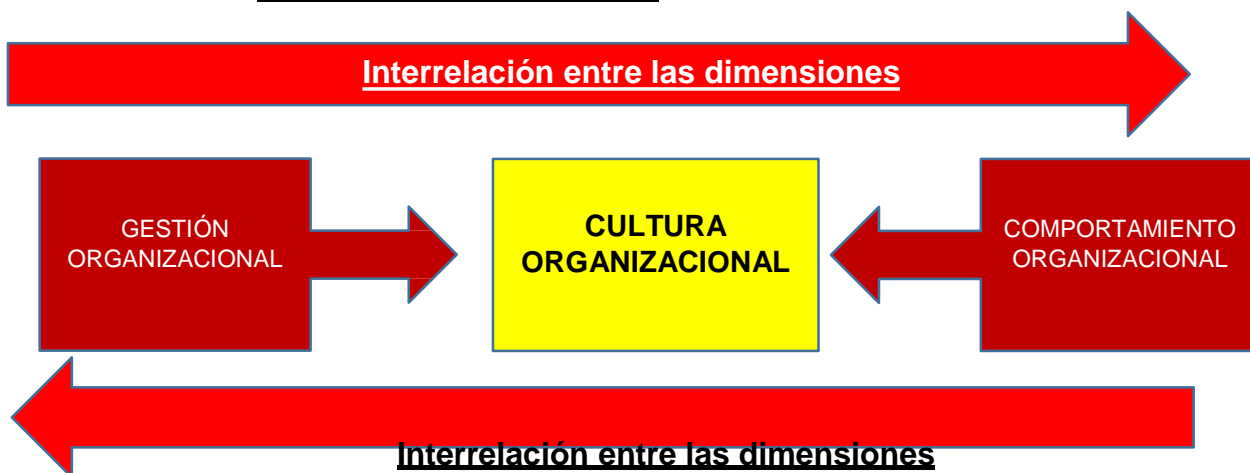 Interrelación entre las dimensiones
GESTIÓN
ORGANIZACIONAL
CULTURA
ORGANIZACIONAL
COMPORTAMIENTO
ORGANIZACIONAL
Interrelación entre las dimensiones